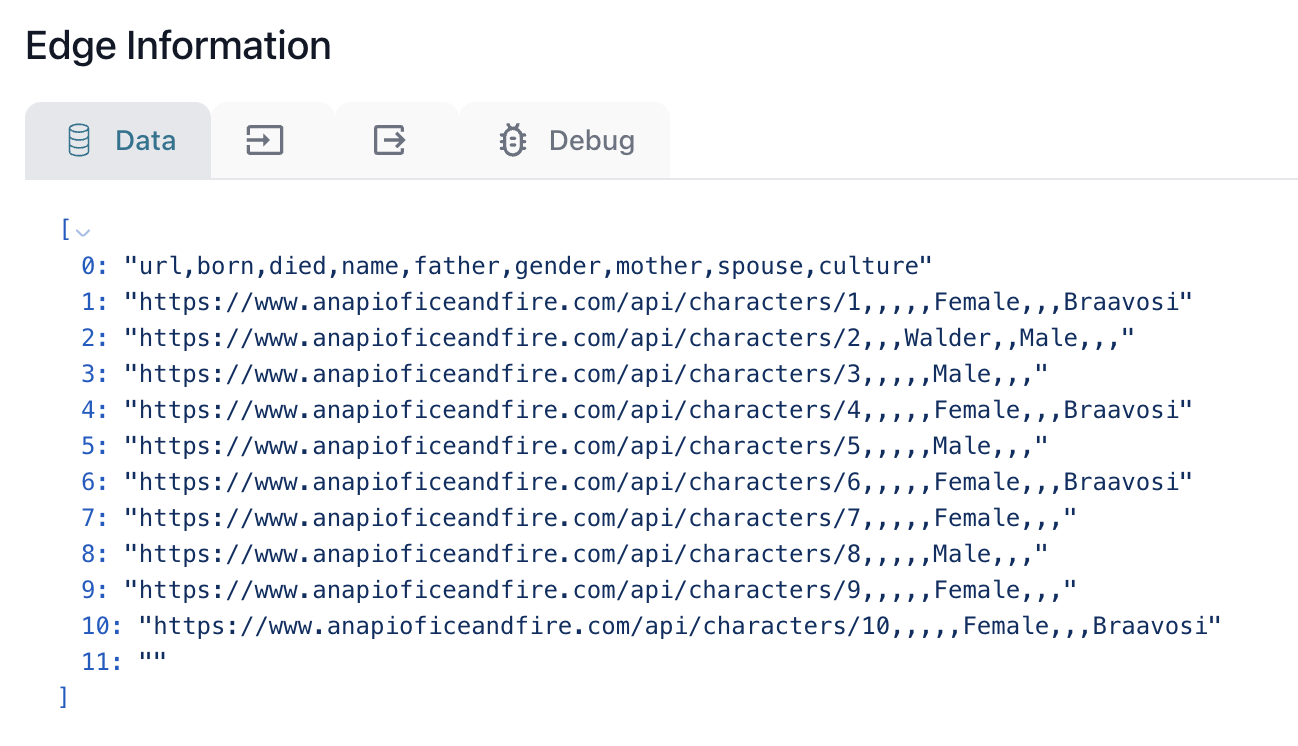 Edge Information
Data Debug
[
0: "url,born,died,name,father,gender,mother,spouse,culture"
1: "https://www.anapioficeandfire.com/api/characters/1,,,,,Female,,,Braavosi"
2: "https://www.anapioficeandfire.com/api/characters/2,,,Walder,,Male,,,"
3: "https://www.anapioficeandfire.com/api/characters/3,,,,,Male,,,"
4: "https://www.anapioficeandfire.com/api/characters/4,,,,,Female,,,Braavosi"
5: "https://www.anapioficeandfire.com/api/characters/5,,,,,Male,,,"
6: "https://www.anapioficeandfire.com/api/characters/6,,,,,Female,,,Braavosi"
7: "https://www.anapioficeandfire.com/api/characters/7,,,,,Female,,,"
8: "https://www.anapioficeandfire.com/api/characters/8,,,,,Male,,,"
9: "https://www.anapioficeandfire.com/api/characters/9,,,,,Female,,,"
10: "https://www.anapioficeandfire.com/api/characters/10,,,,,Female,,,Braavosi"
11: ""
]